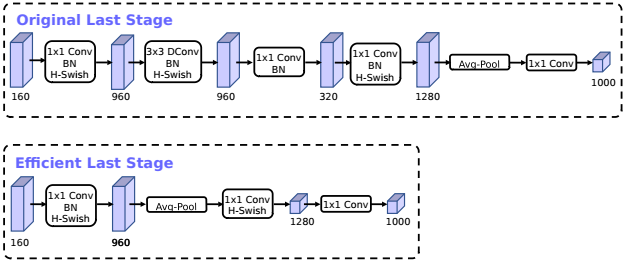 Original Last Stage
1x1 Conv
BN
H-Swish
3x3 DConv
BN
H-Swish
1x1 Conv
BN
1x1 Conv
BN
H-Swish
Avg-Pool
1x1 Conv
160
960
960
320
1280
1000
Efficient Last Stage
1x1 Conv
BN
H-Swish
Avg-Pool
1x1 Conv
H-Swish
1x1 Conv
160
960
1280
1000